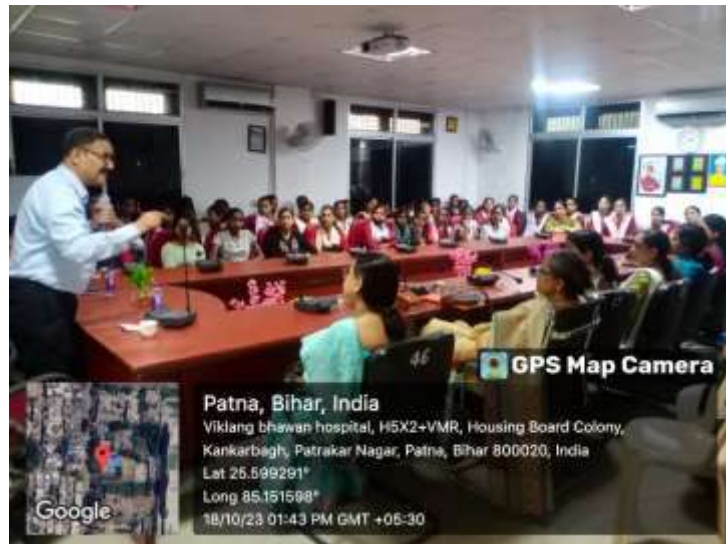 46
GPS Map Camera
Patna, Bihar, India
Viklang bhawan hospital, H5X2+VMR, Housing Board Colony,
Kankarbagh, Patrakar Nagar, Patna, Bihar 800020, India
Lat 25.599291°
Long 85.151598°
18/10/23 01:43 PM GMT +05:30
Google